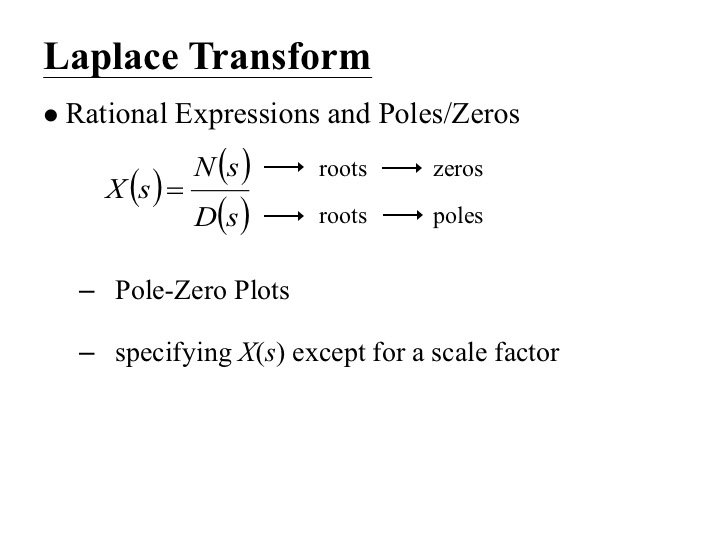 Laplace Transform
● Rational Expressions and Poles/Zeros
X(s) = N(s) / D(s)
N(s) → roots → zeros
D(s) → roots → poles
– Pole-Zero Plots
– specifying X(s) except for a scale factor